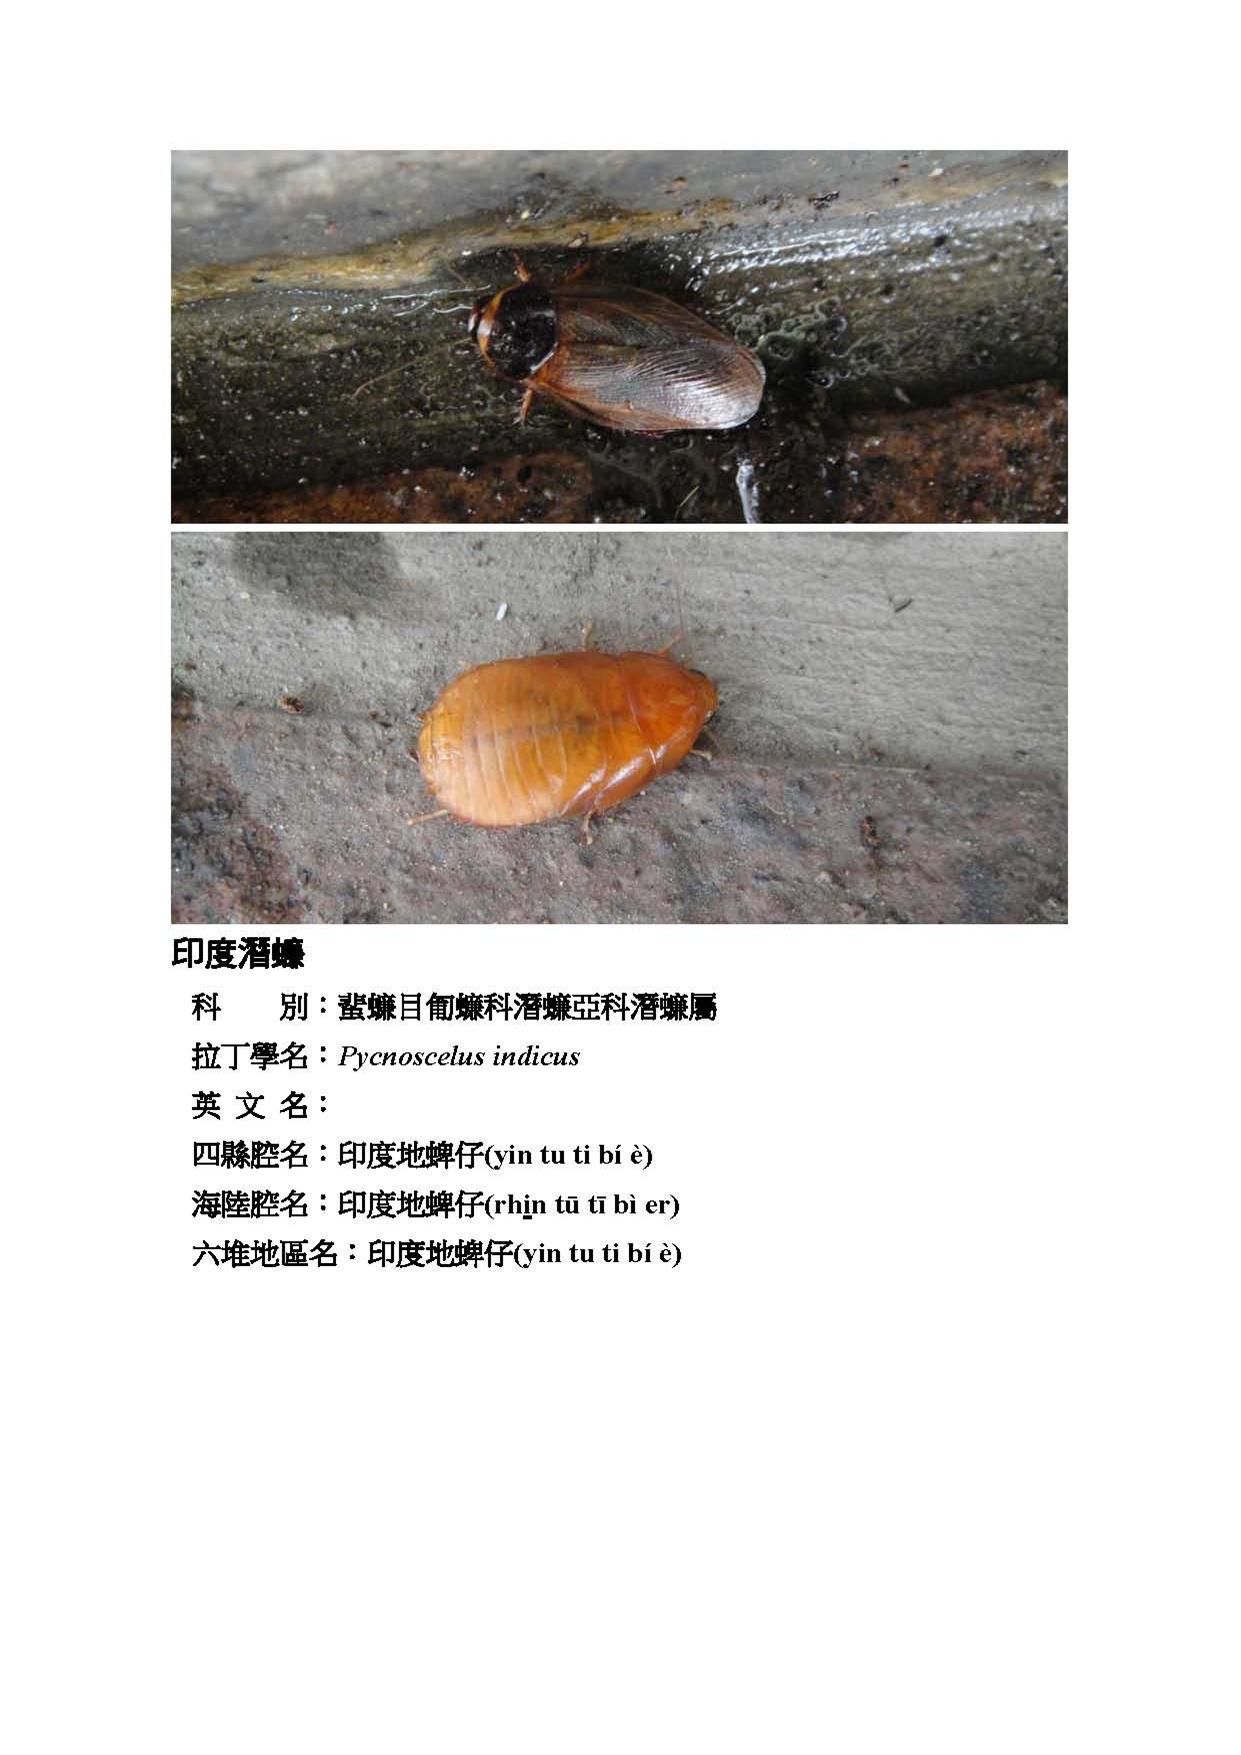 印度潛蠊
科　　別：蜚蠊目匍蠊科潛蠊亞科潛蠊屬
拉丁學名：Pycnoscelus indicus
英 文 名：
四縣腔名：印度地蜱仔(yin tu ti bí è)
海陸腔名：印度地蜱仔(rhin tū tī bì er)
六堆地區名：印度地蜱仔(yin tu ti bí è)